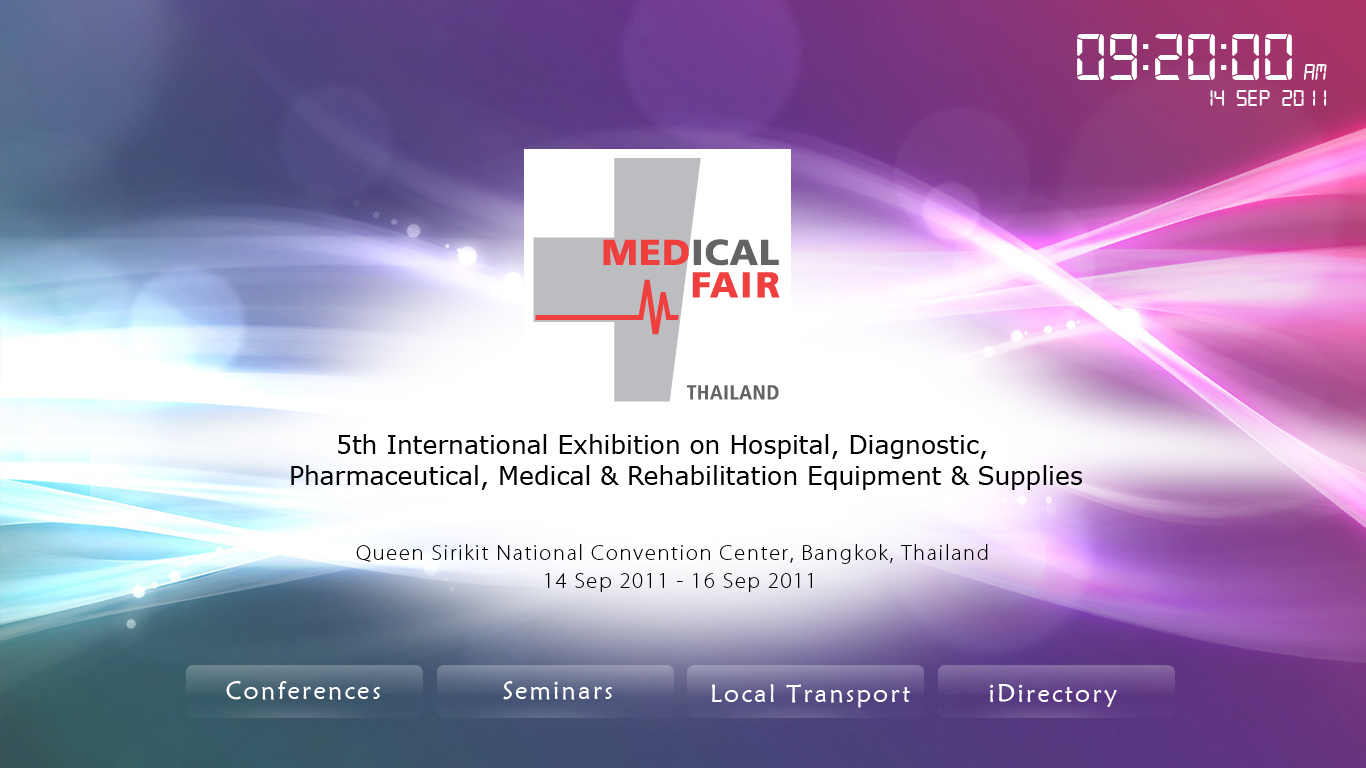 09:20:00 AM
14 SEP 2011
MEDICAL
FAIR
THAILAND
5th International Exhibition on Hospital, Diagnostic,
Pharmaceutical, Medical & Rehabilitation Equipment & Supplies
Queen Sirikit National Convention Center, Bangkok, Thailand
14 Sep 2011 - 16 Sep 2011
Conferences
Seminars
Local Transport
iDirectory